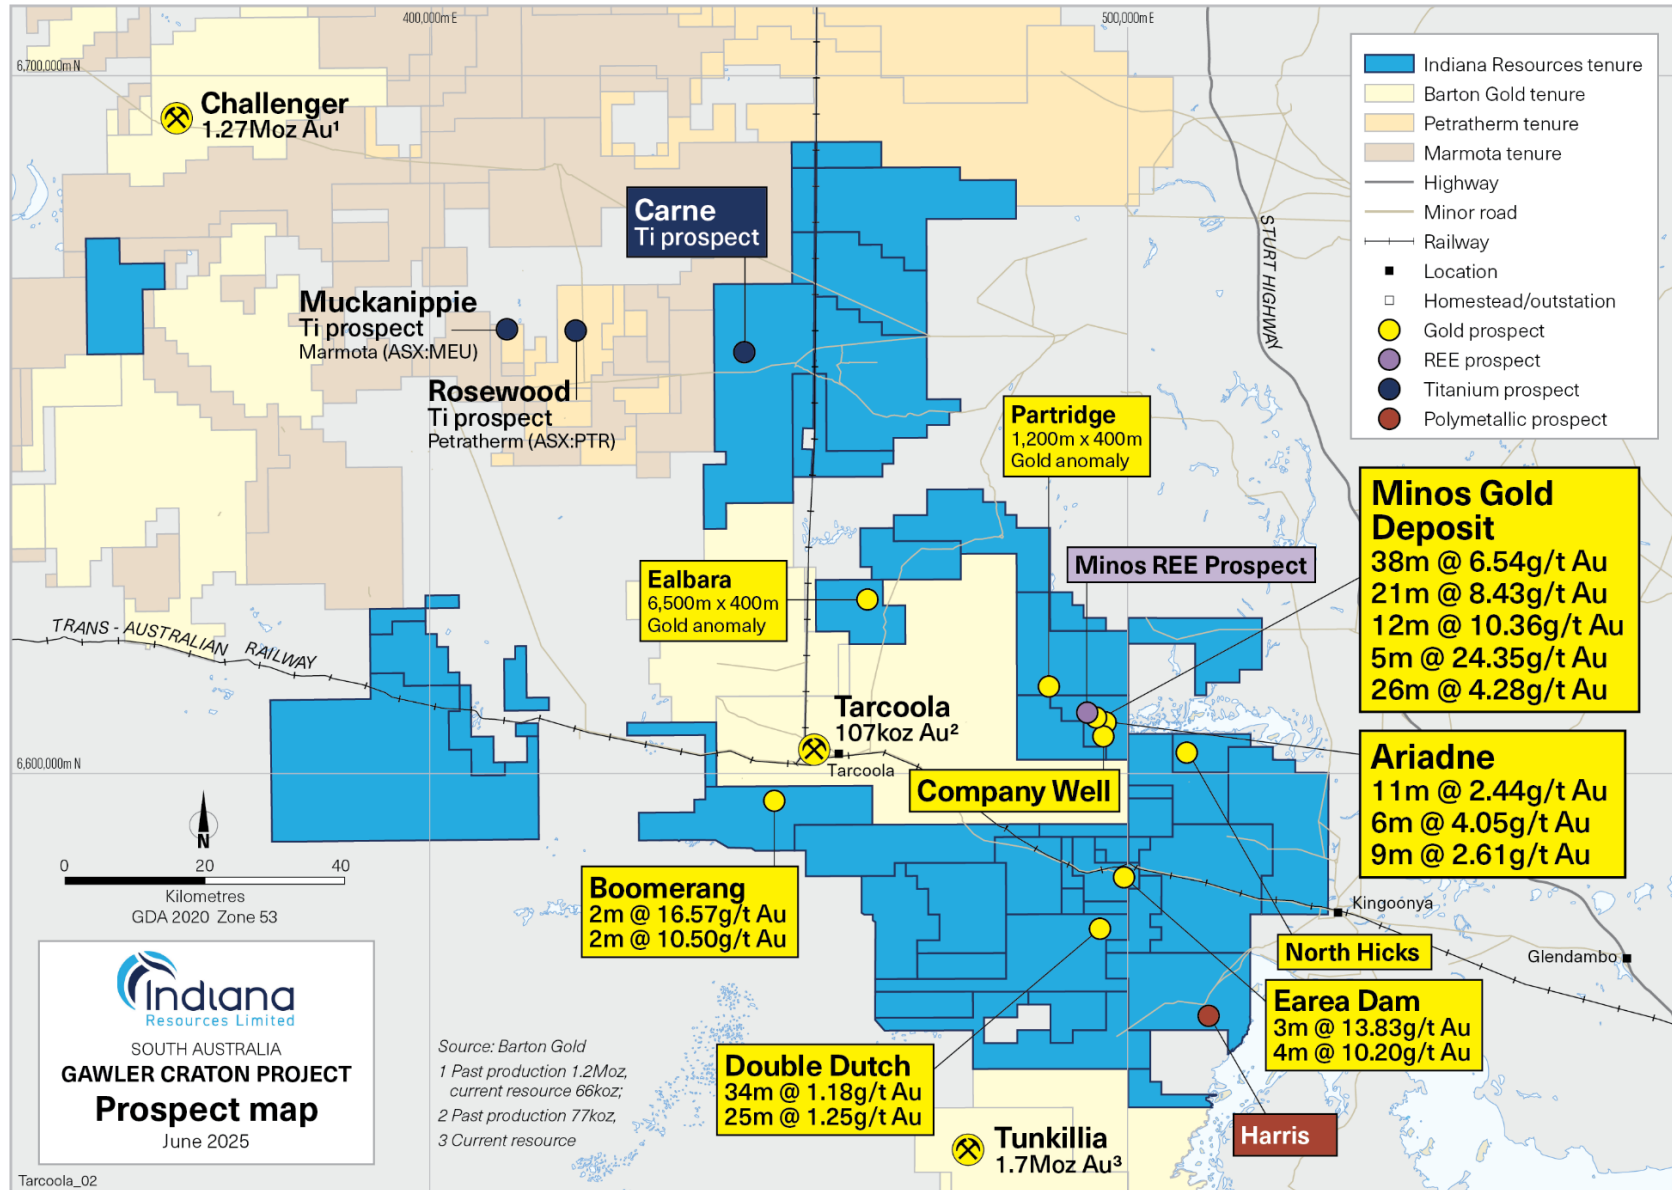 400,000m E
500,000m E
6,700,000m N
Challenger
1.27Moz Au¹
Carne
Ti prospect
Muckanippie
Ti prospect
Marmota (ASX:MEU)
Rosewood
Ti prospect
Petratherm (ASX:PTR)
STURT HIGHWAY
Indiana Resources tenure
Barton Gold tenure
Petratherm tenure
Marmota tenure
Highway
Minor road
Railway
Location
Homestead/outstation
Gold prospect
REE prospect
Titanium prospect
Polymetallic prospect
Partridge
1,200m x 400m
Gold anomaly
Minos REE Prospect
Minos Gold
Deposit
38m @ 6.54g/t Au
21m @ 8.43g/t Au
12m @ 10.36g/t Au
5m @ 24.35g/t Au
26m @ 4.28g/t Au
Ealbara
6,500m x 400m
Gold anomaly
TRANS - AUSTRALIAN RAILWAY
Tarcoola
107koz Au²
Tarcoola
6,600,000m N
Company Well
Ariadne
11m @ 2.44g/t Au
6m @ 4.05g/t Au
9m @ 2.61g/t Au
N
0 20 40
Kilometres
GDA 2020 Zone 53
Boomerang
2m @ 16.57g/t Au
2m @ 10.50g/t Au
Kingoonya
North Hicks
Glendambo
Earea Dam
3m @ 13.83g/t Au
4m @ 10.20g/t Au
Double Dutch
34m @ 1.18g/t Au
25m @ 1.25g/t Au
Harris
Tunkillia
1.7Moz Au³
Indiana
Resources Limited
SOUTH AUSTRALIA
GAWLER CRATON PROJECT
Prospect map
June 2025
Source: Barton Gold
1 Past production 1.2Moz,
current resource 66koz;
2 Past production 77koz,
3 Current resource
Tarcoola_02